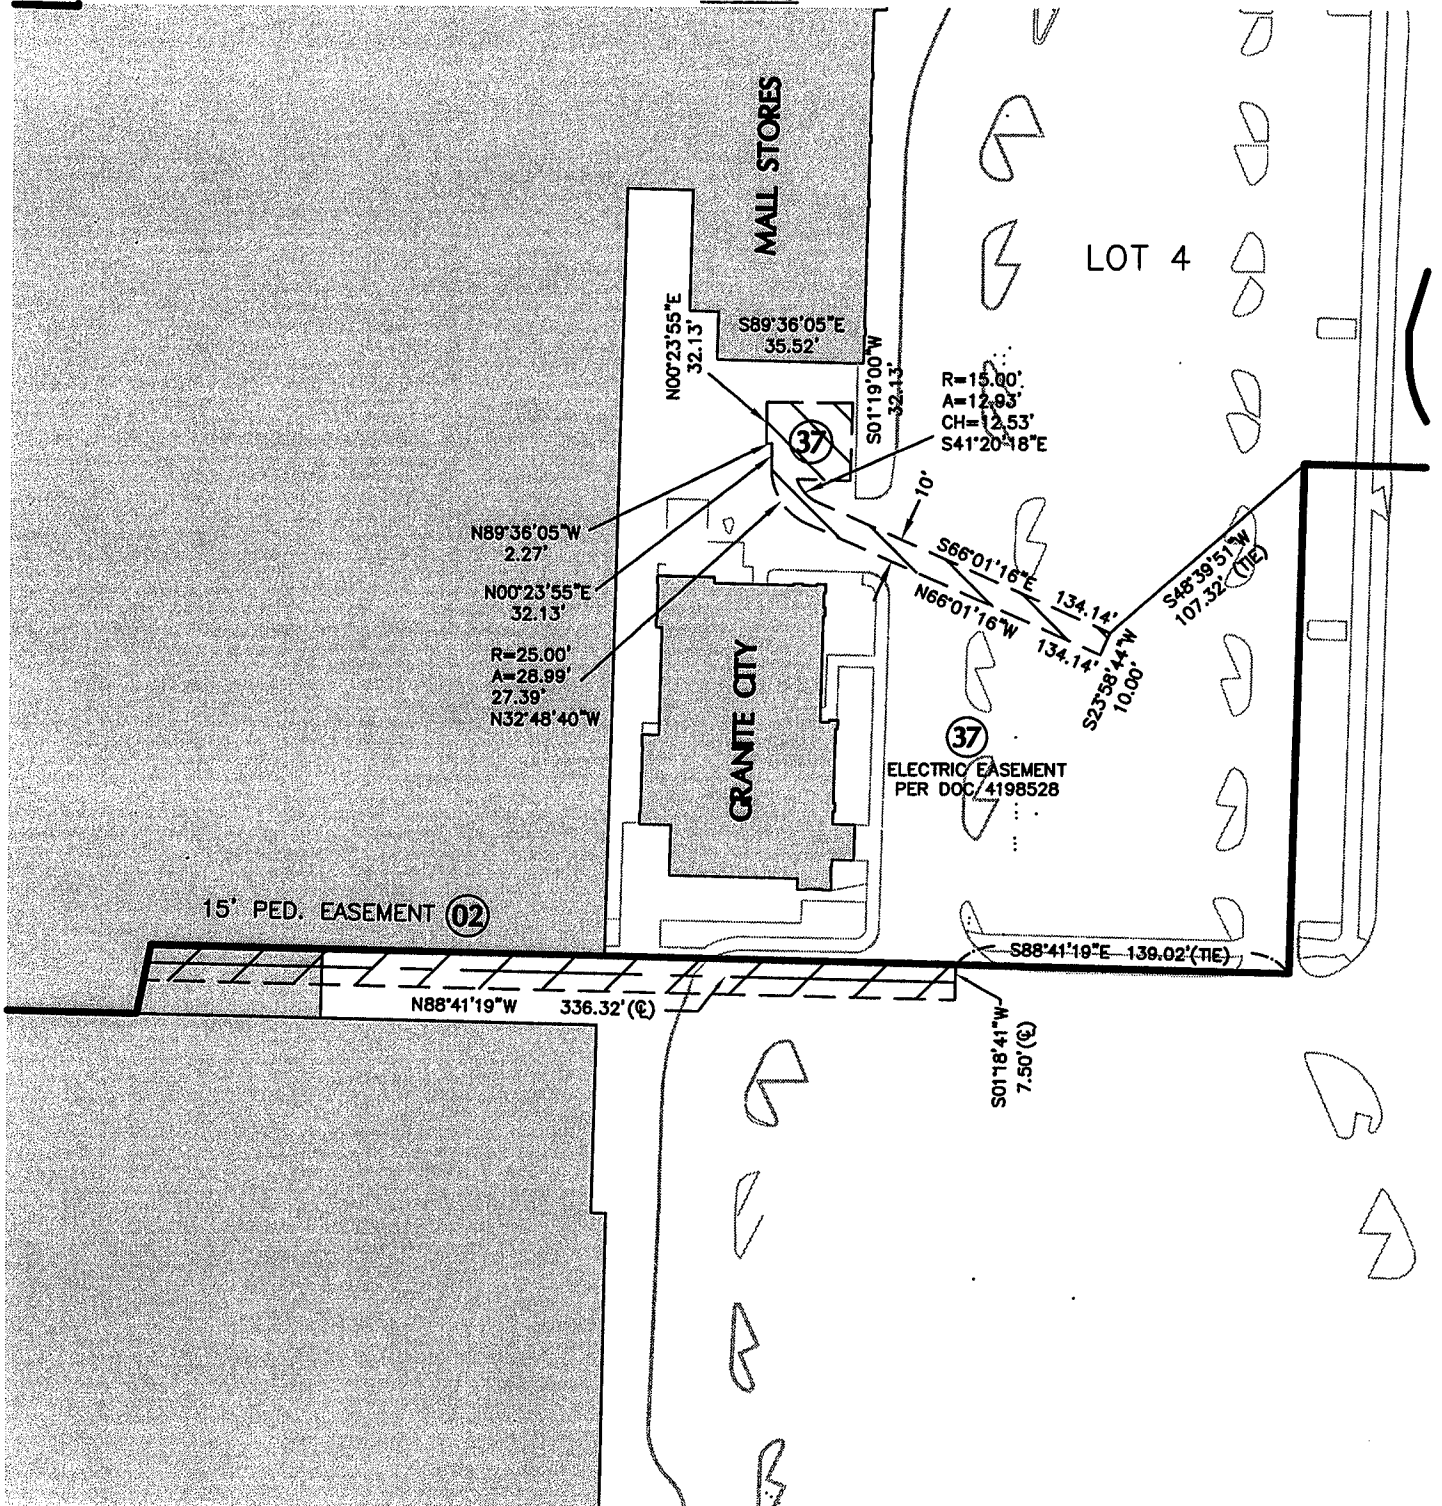 MALL STORES
LOT 4
N00°23'55"E
32.13'
S89°36'05"E
35.52'
S01°19'00"W
32.13'
R=15.00'
A=12.93'
CH=12.53'
S41°20'18"E
37
10'
N89°36'05"W
2.27'
N00°23'55"E
32.13'
R=25.00'
A=28.99'
27.39'
N32°48'40"W
S66°01'16"E 134.14'
N66°01'16"W 134.14'
S48°39'51"W
107.32' (TIE)
S23°58'44"W
10.00'
GRANITE CITY
37
ELECTRIC EASEMENT
PER DOC 4198528
15' PED. EASEMENT 02
S88°41'19"E 139.02'(TIE)
N88°41'19"W 336.32'(℄)
S01°18'41"W
7.50'(℄)